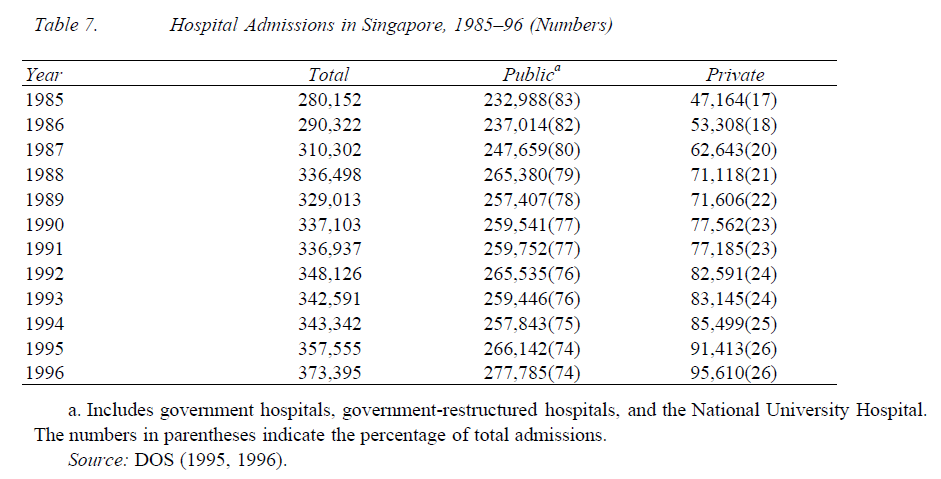 Table 7. Hospital Admissions in Singapore, 1985–96 (Numbers)
Year Total Publicᵃ Private
1985 280,152 232,988(83) 47,164(17)
1986 290,322 237,014(82) 53,308(18)
1987 310,302 247,659(80) 62,643(20)
1988 336,498 265,380(79) 71,118(21)
1989 329,013 257,407(78) 71,606(22)
1990 337,103 259,541(77) 77,562(23)
1991 336,937 259,752(77) 77,185(23)
1992 348,126 265,535(76) 82,591(24)
1993 342,591 259,446(76) 83,145(24)
1994 343,342 257,843(75) 85,499(25)
1995 357,555 266,142(74) 91,413(26)
1996 373,395 277,785(74) 95,610(26)
a. Includes government hospitals, government-restructured hospitals, and the National University Hospital.
The numbers in parentheses indicate the percentage of total admissions.
Source: DOS (1995, 1996).